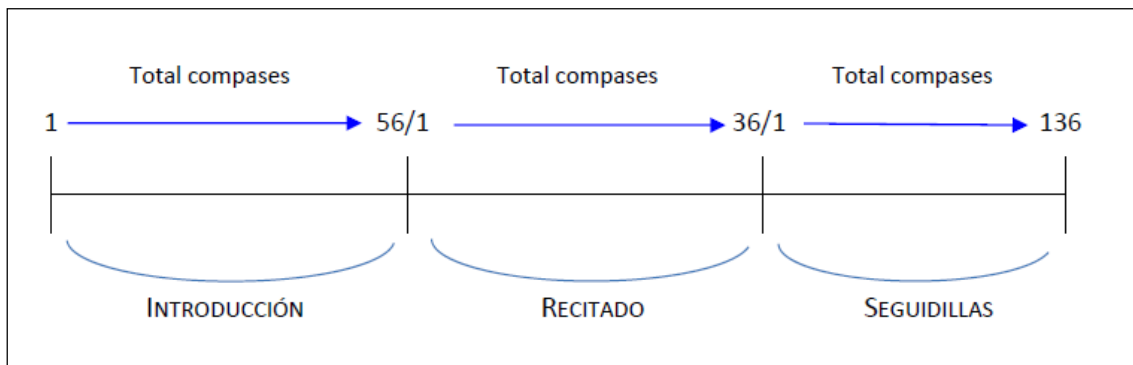 Total compases Total compases Total compases
1 56/1 36/1 136
INTRODUCCIÓN RECITADO SEGUIDILLAS